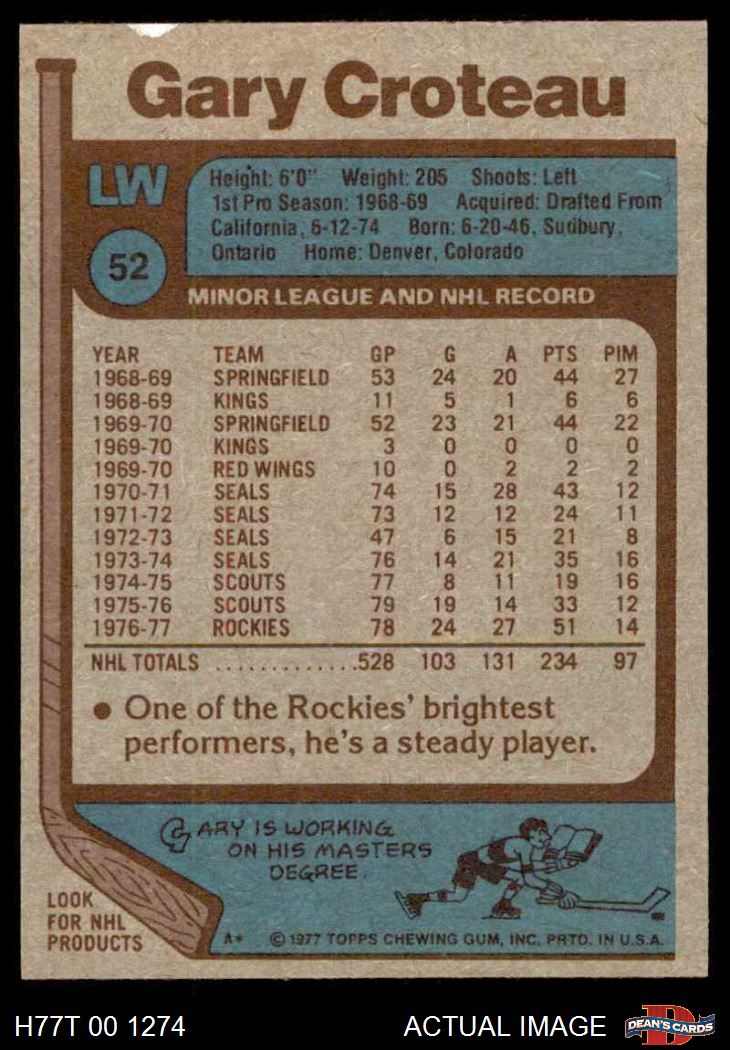 Gary Croteau
LW
52
Height: 6'0" Weight: 205 Shoots: Left
1st Pro Season: 1968-69 Acquired: Drafted From
California, 6-12-74 Born: 6-20-46, Sudbury,
Ontario Home: Denver, Colorado
MINOR LEAGUE AND NHL RECORD
YEAR TEAM GP G A PTS PIM
1968-69 SPRINGFIELD 53 24 20 44 27
1968-69 KINGS 11 5 1 6 6
1969-70 SPRINGFIELD 52 23 21 44 22
1969-70 KINGS 3 0 0 0 0
1969-70 RED WINGS 10 0 2 2 2
1970-71 SEALS 74 15 28 43 12
1971-72 SEALS 73 12 12 24 11
1972-73 SEALS 47 6 15 21 8
1973-74 SEALS 76 14 21 35 16
1974-75 SCOUTS 77 8 11 19 16
1975-76 SCOUTS 79 19 14 33 12
1976-77 ROCKIES 78 24 27 51 14
NHL TOTALS .............528 103 131 234 97
● One of the Rockies' brightest
performers, he's a steady player.
GARY IS WORKING
ON HIS MASTERS
DEGREE.
LOOK
FOR NHL
PRODUCTS
A* © 1977 TOPPS CHEWING GUM, INC. PRTD. IN U.S.A.
H77T 00 1274 ACTUAL IMAGE
D
DEAN'S CARDS